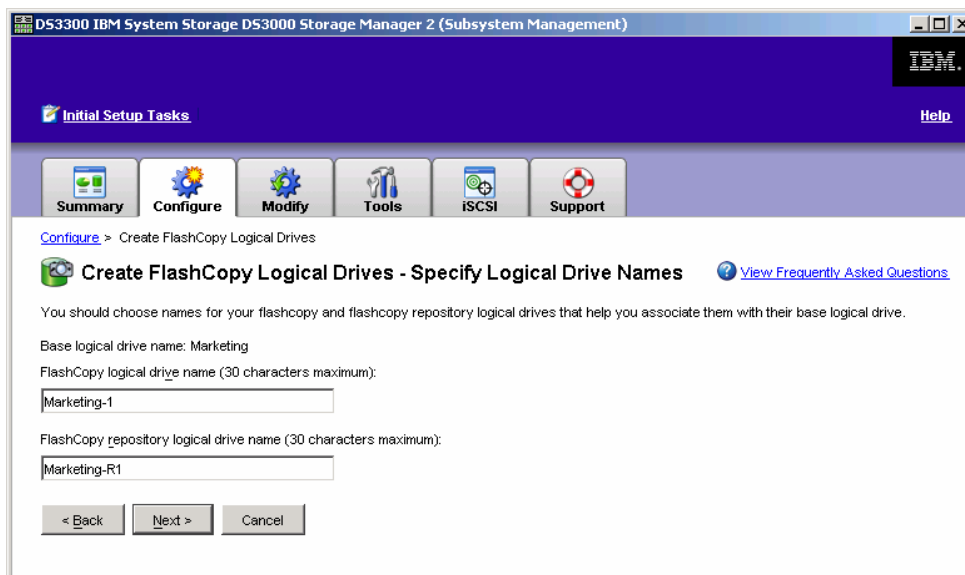 DS3300 IBM System Storage DS3000 Storage Manager 2 (Subsystem Management)
IBM.
Initial Setup Tasks
Help
Summary
Configure
Modify
Tools
iSCSI
Support
Configure > Create FlashCopy Logical Drives
Create FlashCopy Logical Drives - Specify Logical Drive Names
View Frequently Asked Questions
You should choose names for your flashcopy and flashcopy repository logical drives that help you associate them with their base logical drive.
Base logical drive name: Marketing
FlashCopy logical drive name (30 characters maximum):
Marketing-1
FlashCopy repository logical drive name (30 characters maximum):
Marketing-R1
< Back
Next >
Cancel